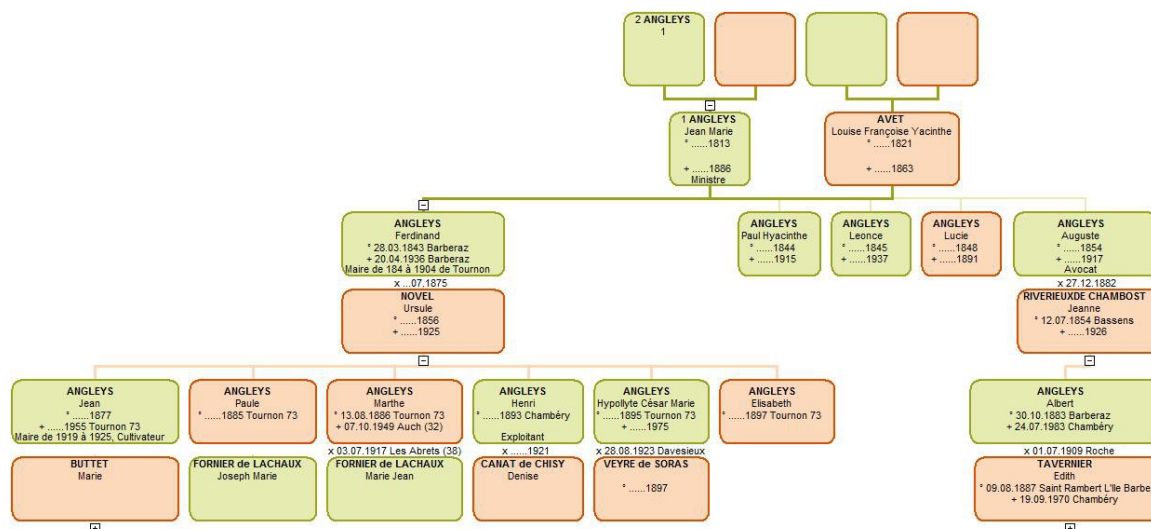 2 ANGLEYS
1
1 ANGLEYS
Jean Marie
° ......1813
+ ......1886
Ministre
AVET
Louise Françoise Yacinthe
° ......1821
+ ......1863
ANGLEYS
Ferdinand
° 28.03.1843 Barberaz
+ 20.04.1936 Barberaz
Maire de 184 à 1904 de Tournon
x ...07.1875
NOVEL
Ursule
° ......1856
+ ......1925
ANGLEYS
Paul Hyacinthe
° ......1844
+ ......1915
ANGLEYS
Leonce
° ......1845
+ ......1937
ANGLEYS
Lucie
° ......1848
+ ......1891
ANGLEYS
Auguste
° ......1854
+ ......1917
Avocat
x 27.12.1882
RIVERIEUXDE CHAMBOST
Jeanne
° 12.07.1854 Bassens
+ ......1926
ANGLEYS
Jean
° ......1877
+ ......1955 Tournon 73
Maire de 1919 à 1925, Cultivateur
BUTTET
Marie
ANGLEYS
Paule
° ......1885 Tournon 73
FORNIER de LACHAUX
Joseph Marie
ANGLEYS
Marthe
° 13.08.1886 Tournon 73
+ 07.10.1949 Auch (32)
x 03.07.1917 Les Abrets (38)
FORNIER de LACHAUX
Marie Jean
ANGLEYS
Henri
° ......1893 Chambéry
Exploitant
x ......1921
CANAT de CHISY
Denise
ANGLEYS
Hypollyte César Marie
° ......1895 Tournon 73
+ ......1975
x 28.08.1923 Davesieux
VEYRE de SORAS
° ......1897
ANGLEYS
Elisabeth
° ......1897 Tournon 73
ANGLEYS
Albert
° 30.10.1883 Barberaz
+ 24.07.1983 Chambéry
x 01.07.1909 Roche
TAVERNIER
Edith
° 09.08.1887 Saint Rambert L'Ile Barbe
+ 19.09.1970 Chambéry